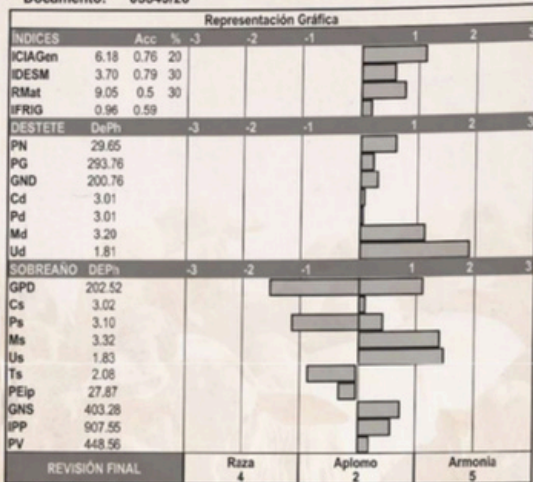 Representación Gráfica
ÍNDICES Acc % -3 -2 -1 1 2 3
ICIAGen 6.18 0.76 20
IDESM 3.70 0.79 30
RMat 9.05 0.5 30
IFRIG 0.96 0.59
DESTETE DePh -3 -2 -1 1 2 3
PN 29.65
PG 293.76
GND 200.76
Cd 3.01
Pd 3.01
Md 3.20
Ud 1.81
SOBREAÑO DEPh -3 -2 -1 1 2 3
GPD 202.52
Cs 3.02
Ps 3.10
Ms 3.32
Us 1.83
Ts 2.08
PEip 27.87
GNS 403.28
IPP 907.55
PV 448.56
REVISIÓN FINAL Raza Aplomo Armonia
4 2 5